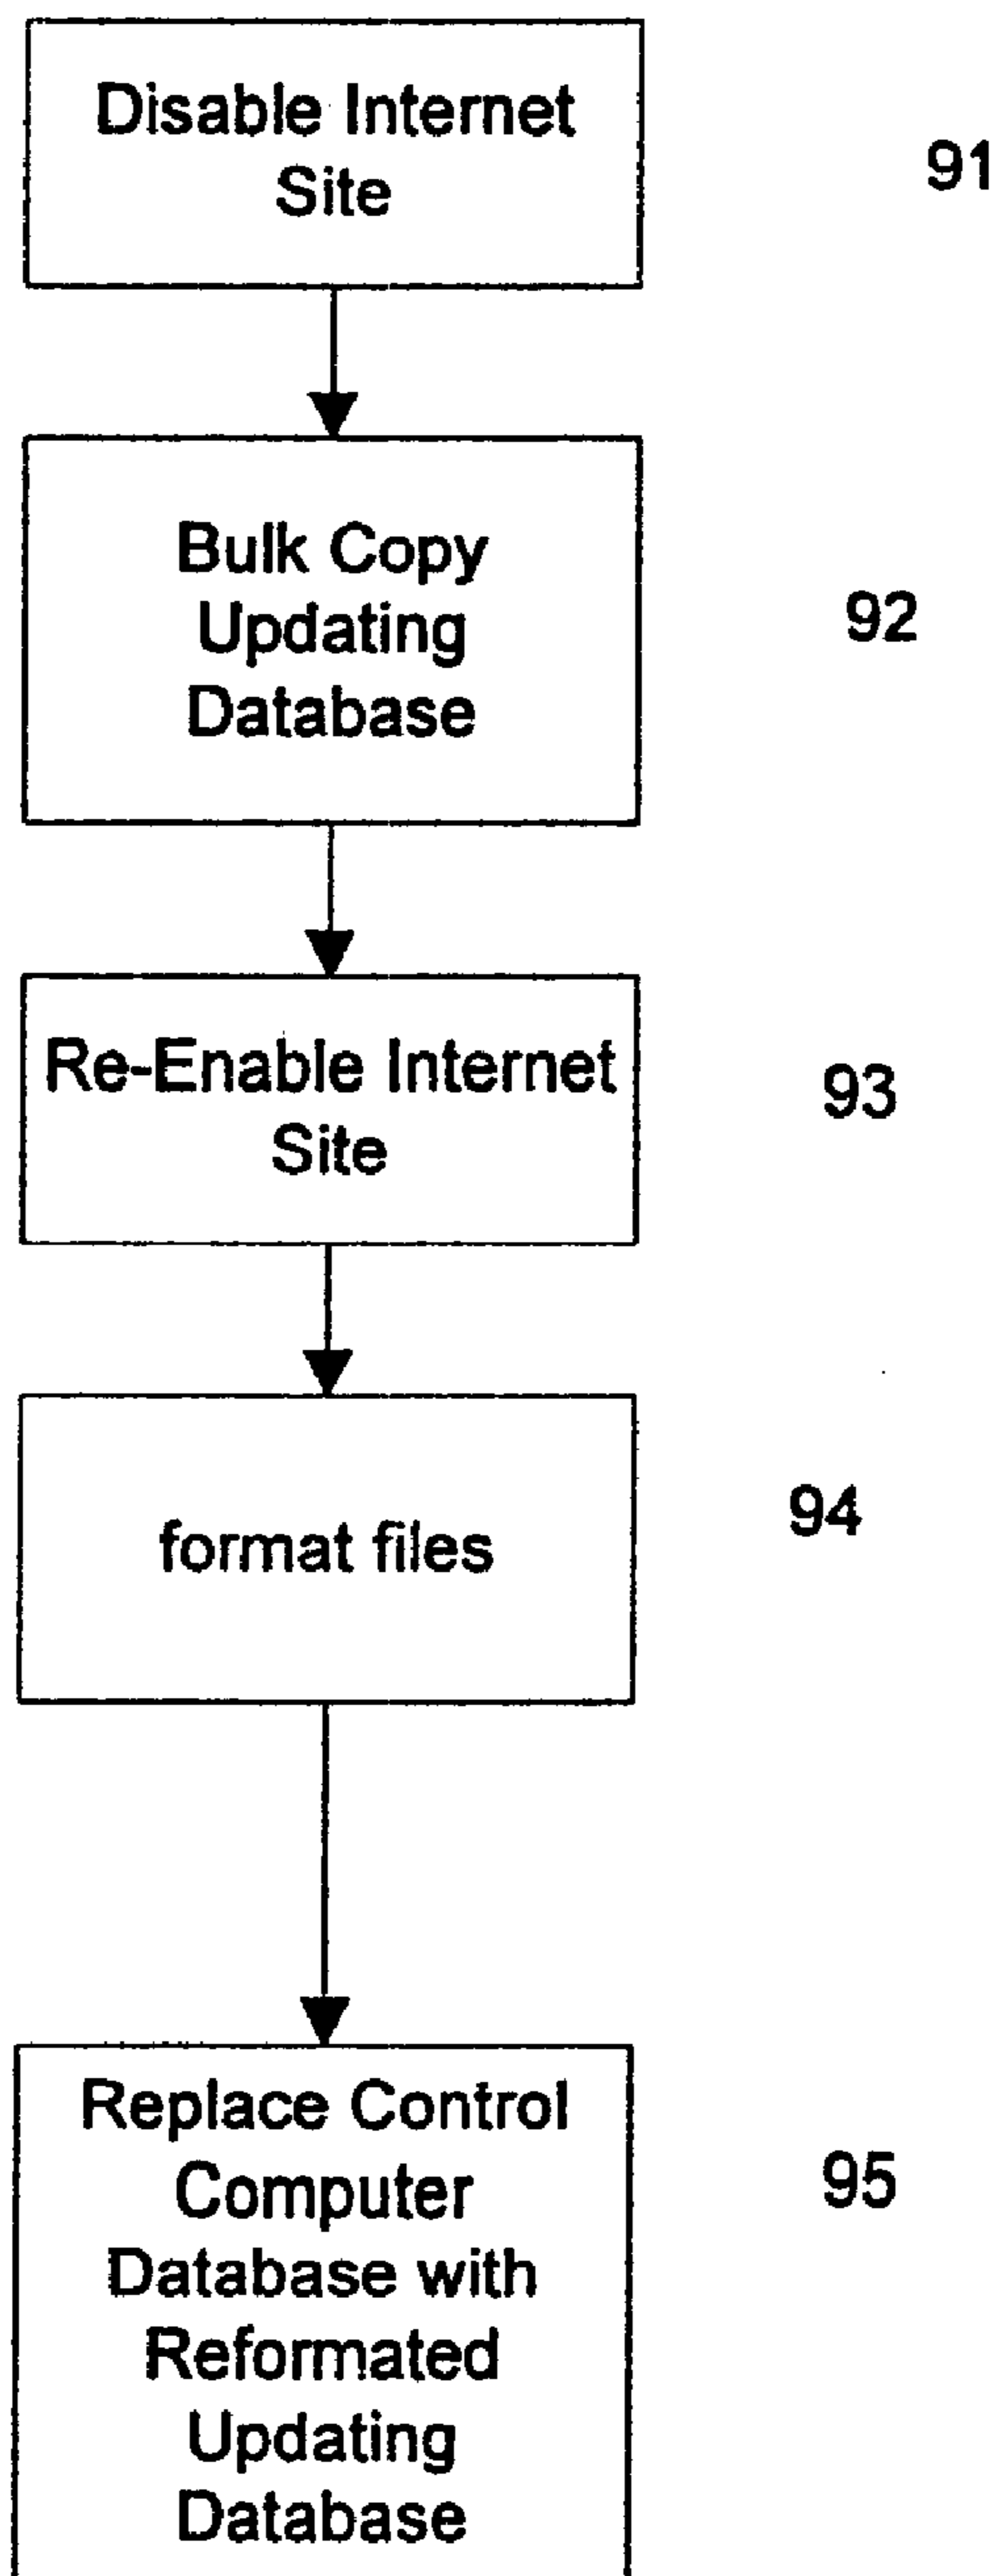 Disable Internet
Site
91
Bulk Copy
Updating
Database
92
Re-Enable Internet
Site
93
format files
94
Replace Control
Computer
Database with
Reformated
Updating
Database
95